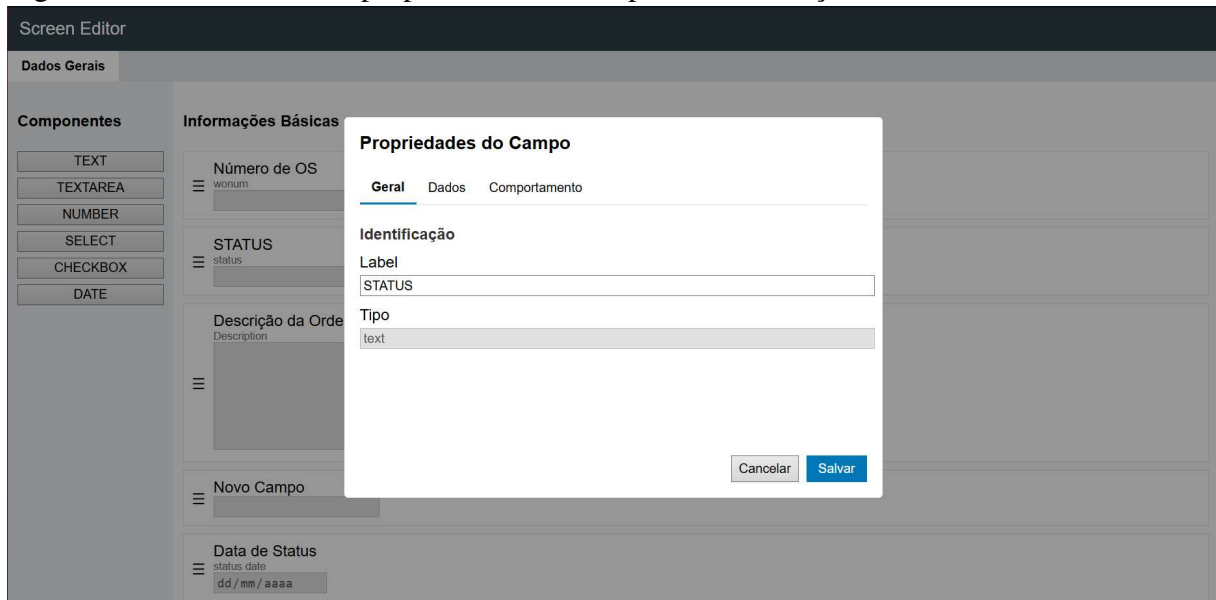 Screen Editor
Dados Gerais
Componentes
TEXT
TEXTAREA
NUMBER
SELECT
CHECKBOX
DATE
Informações Básicas
Número de OS
wonum
STATUS
status
Descrição da Orde
Description
Novo Campo
Data de Status
status date
dd/mm/aaaa
Propriedades do Campo
Geral Dados Comportamento
Identificação
Label
STATUS
Tipo
text
Cancelar Salvar